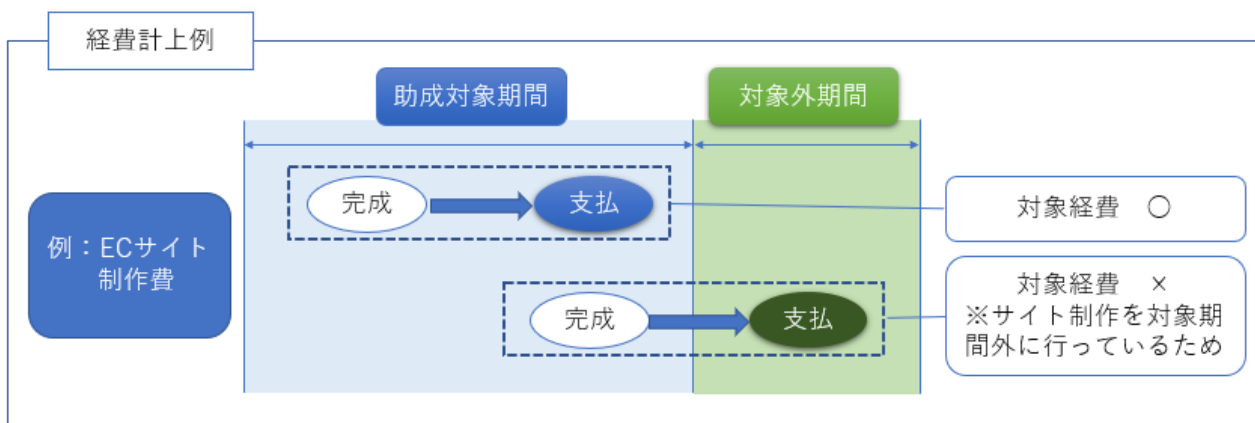 経費計上例
助成対象期間
対象外期間
例：ECサイト
制作費
完成
支払
対象経費　〇
完成
支払
対象経費　×
※サイト制作を対象期
間外に行っているため